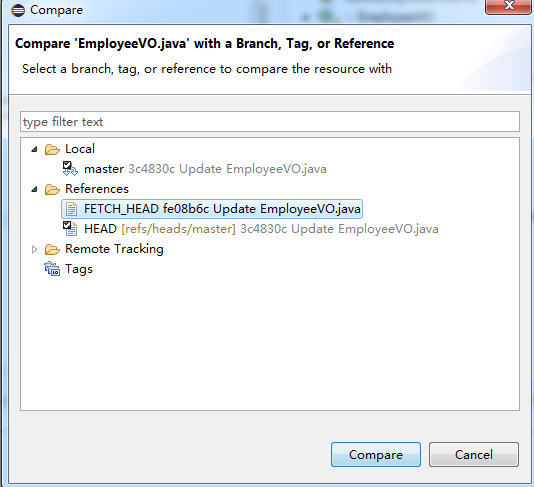 Compare
Compare 'EmployeeVO.java' with a Branch, Tag, or Reference
Select a branch, tag, or reference to compare the resource with
type filter text
Local
master 3c4830c Update EmployeeVO.java
References
FETCH_HEAD fe08b6c Update EmployeeVO.java
HEAD [refs/heads/master] 3c4830c Update EmployeeVO.java
Remote Tracking
Tags
Compare
Cancel